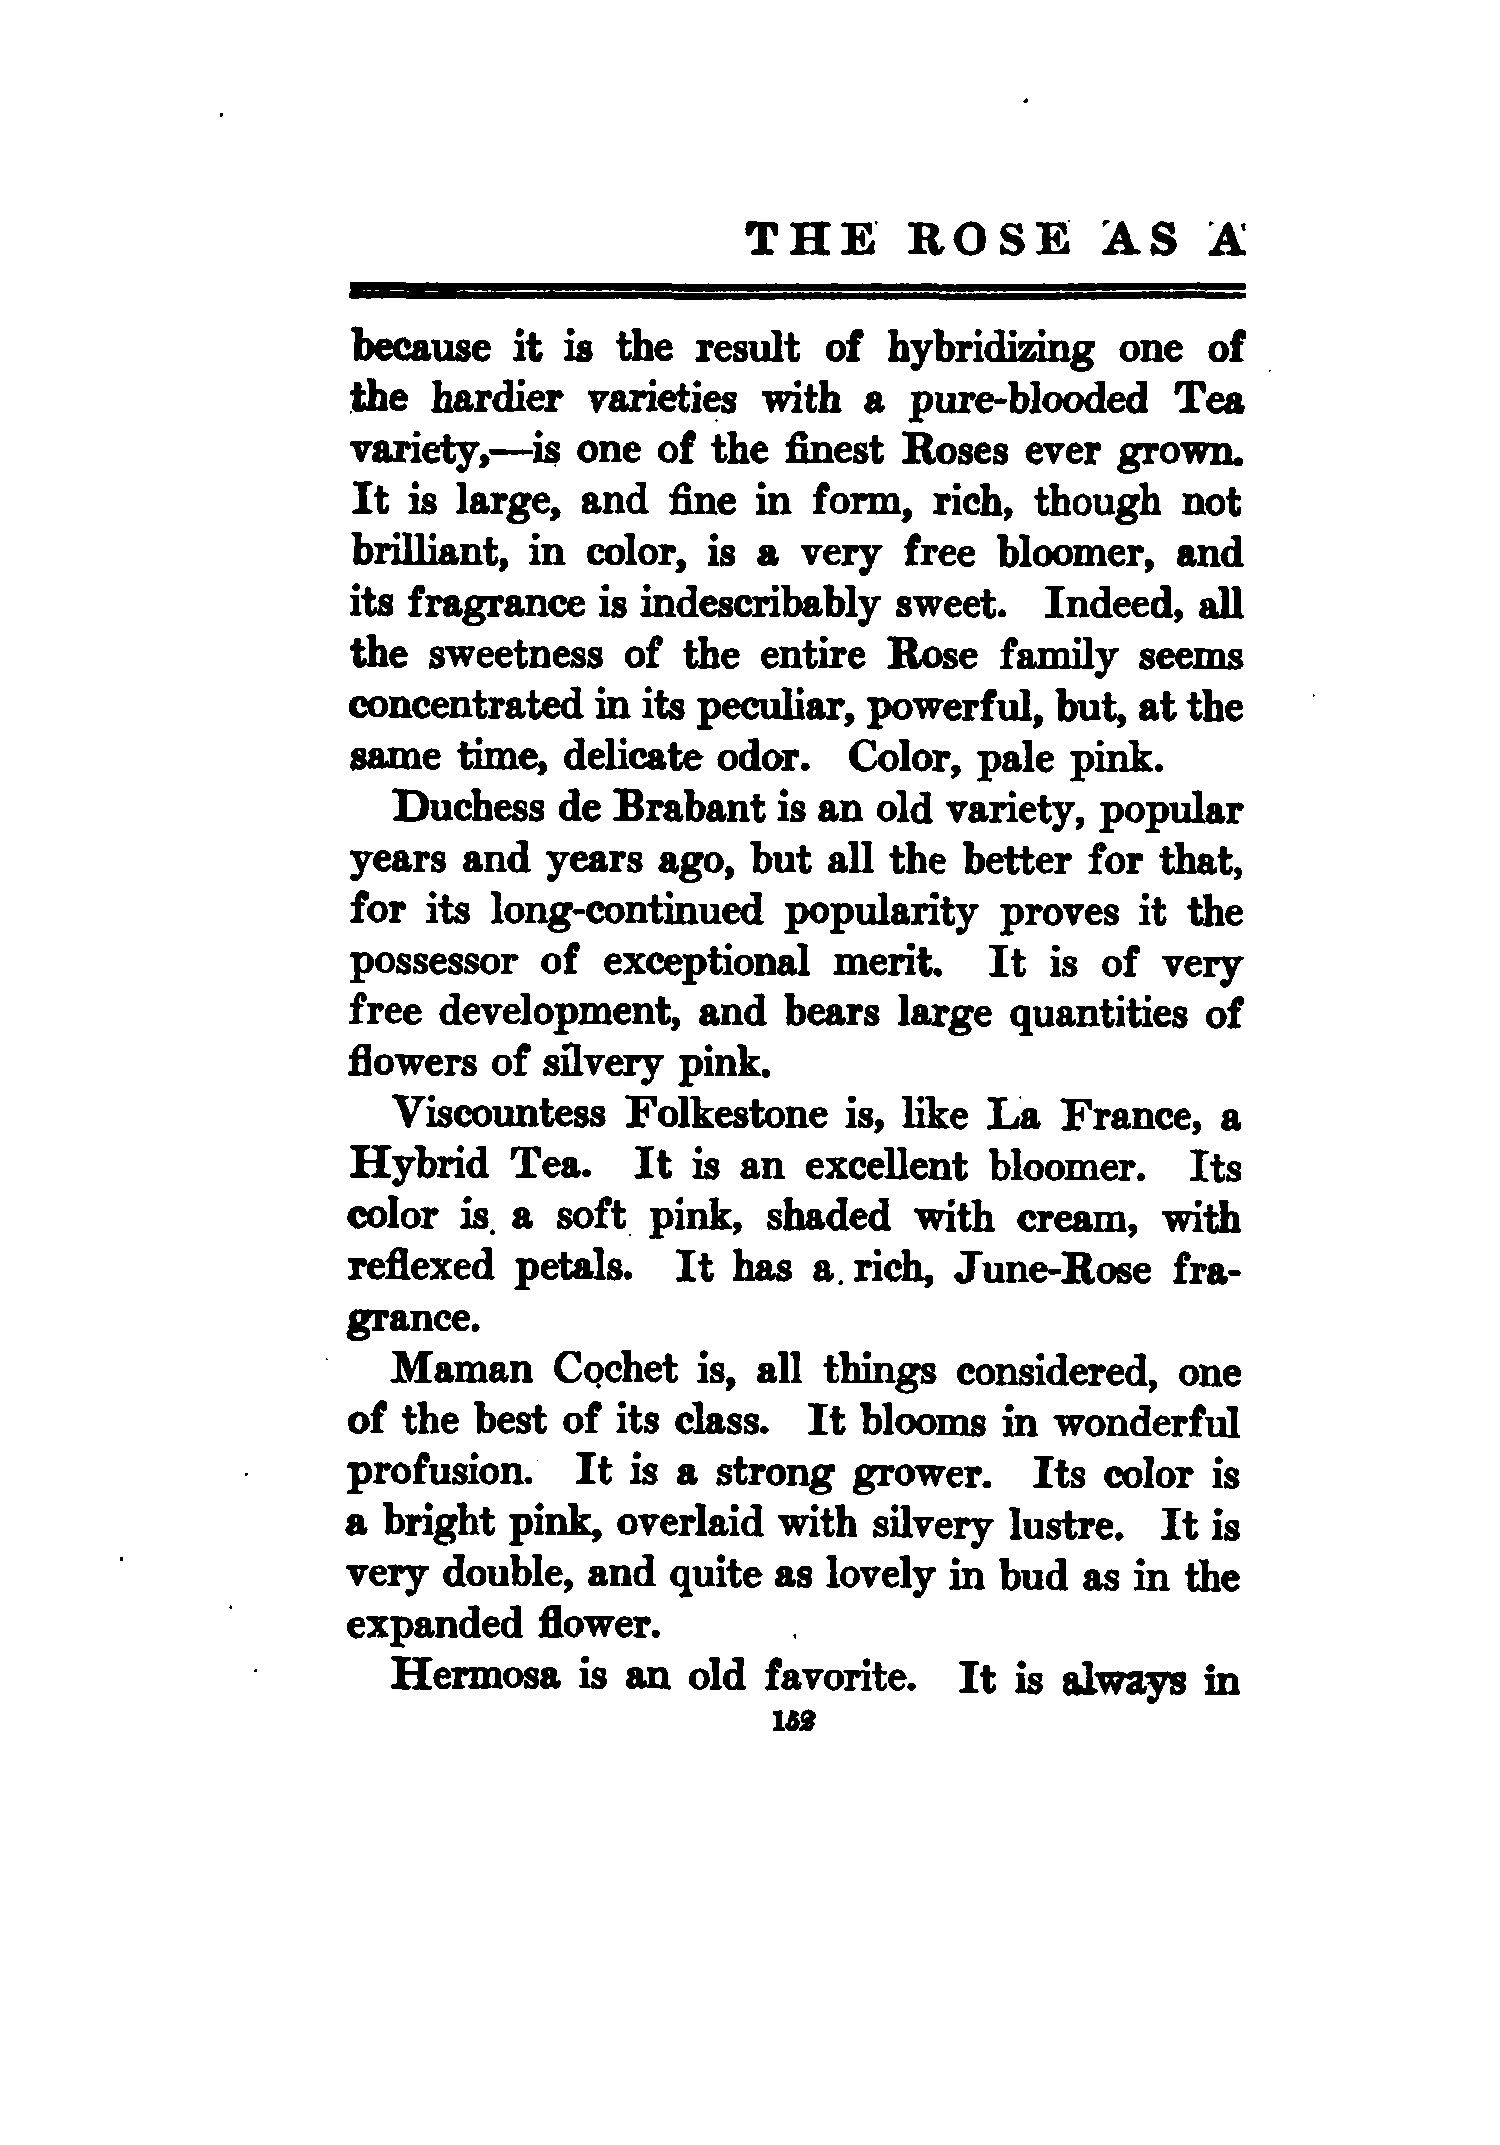 THE ROSE AS A
because it is the result of hybridizing one of
the hardier varieties with a pure-blooded Tea
variety,—is one of the finest Roses ever grown.
It is large, and fine in form, rich, though not
brilliant, in color, is a very free bloomer, and
its fragrance is indescribably sweet. Indeed, all
the sweetness of the entire Rose family seems
concentrated in its peculiar, powerful, but, at the
same time, delicate odor. Color, pale pink.
Duchess de Brabant is an old variety, popular
years and years ago, but all the better for that,
for its long-continued popularity proves it the
possessor of exceptional merit. It is of very
free development, and bears large quantities of
flowers of silvery pink.
Viscountess Folkestone is, like La France, a
Hybrid Tea. It is an excellent bloomer. Its
color is a soft pink, shaded with cream, with
reflexed petals. It has a rich, June-Rose fra-
grance.
Maman Cochet is, all things considered, one
of the best of its class. It blooms in wonderful
profusion. It is a strong grower. Its color is
a bright pink, overlaid with silvery lustre. It is
very double, and quite as lovely in bud as in the
expanded flower.
Hermosa is an old favorite. It is always in
152